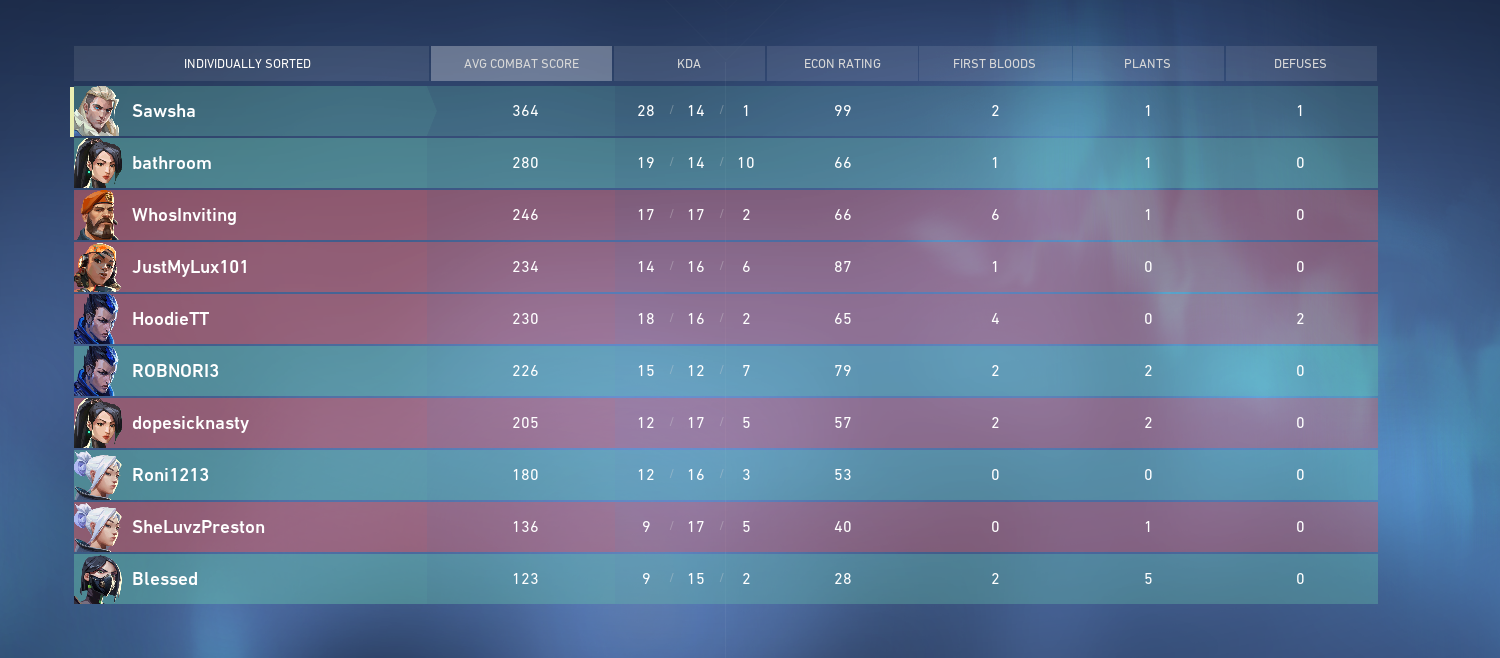 INDIVIDUALLY SORTED AVG COMBAT SCORE KDA ECON RATING FIRST BLOODS PLANTS DEFUSES
Sawsha 364 28 / 14 / 1 99 2 1 1
bathroom 280 19 / 14 / 10 66 1 1 0
WhosInviting 246 17 / 17 / 2 66 6 1 0
JustMyLux101 234 14 / 16 / 6 87 1 0 0
HoodieTT 230 18 / 16 / 2 65 4 0 2
ROBNORI3 226 15 / 12 / 7 79 2 2 0
dopesicknasty 205 12 / 17 / 5 57 2 2 0
Roni1213 180 12 / 16 / 3 53 0 0 0
SheLuvzPreston 136 9 / 17 / 5 40 0 1 0
Blessed 123 9 / 15 / 2 28 2 5 0